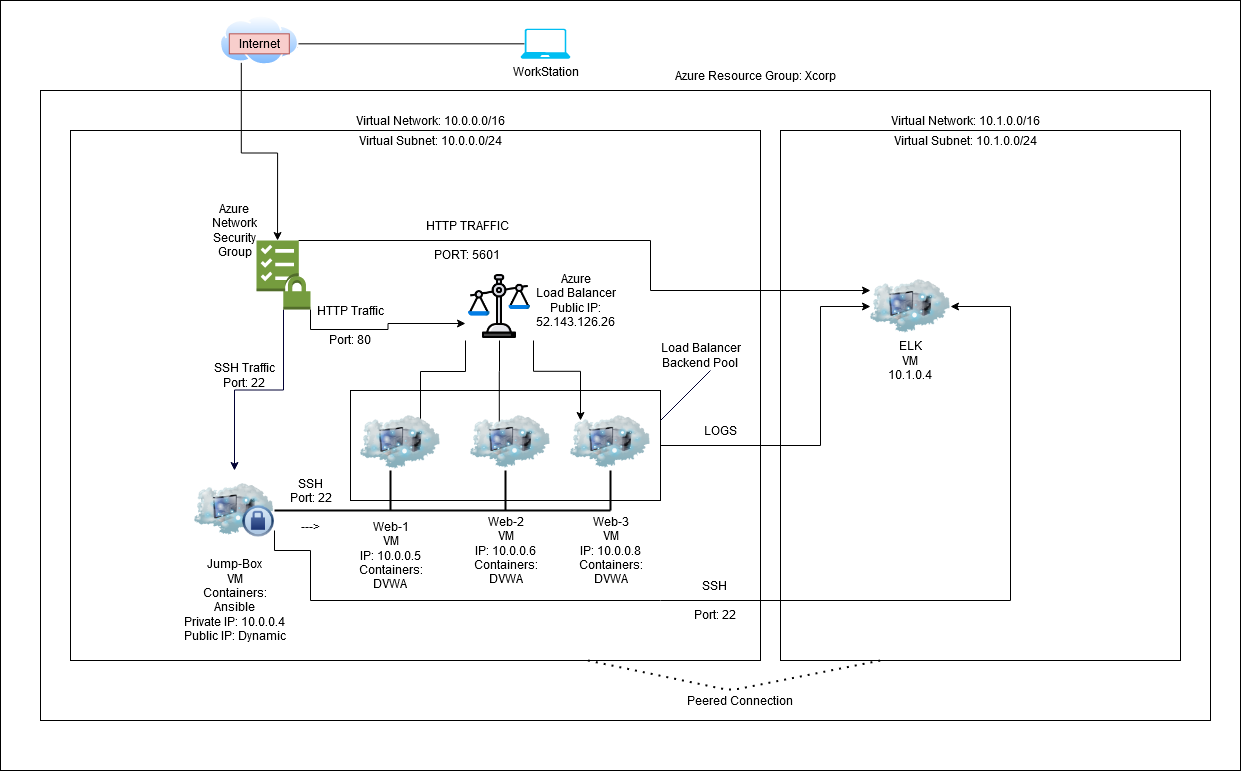 Internet
WorkStation
Azure Resource Group: Xcorp
Virtual Network: 10.0.0.0/16
Virtual Subnet: 10.0.0.0/24
Virtual Network: 10.1.0.0/16
Virtual Subnet: 10.1.0.0/24
Azure
Network
Security
Group
HTTP TRAFFIC
PORT: 5601
Azure
Load Balancer
Public IP:
52.143.126.26
HTTP Traffic
Port: 80
SSH Traffic
Port: 22
Load Balancer
Backend Pool
ELK
VM
10.1.0.4
LOGS
SSH
Port: 22
--->
Web-1
VM
IP: 10.0.0.5
Containers:
DVWA
Web-2
VM
IP: 10.0.0.6
Containers:
DVWA
Web-3
VM
IP: 10.0.0.8
Containers:
DVWA
Jump-Box
VM
Containers:
Ansible
Private IP: 10.0.0.4
Public IP: Dynamic
SSH
Port: 22
Peered Connection